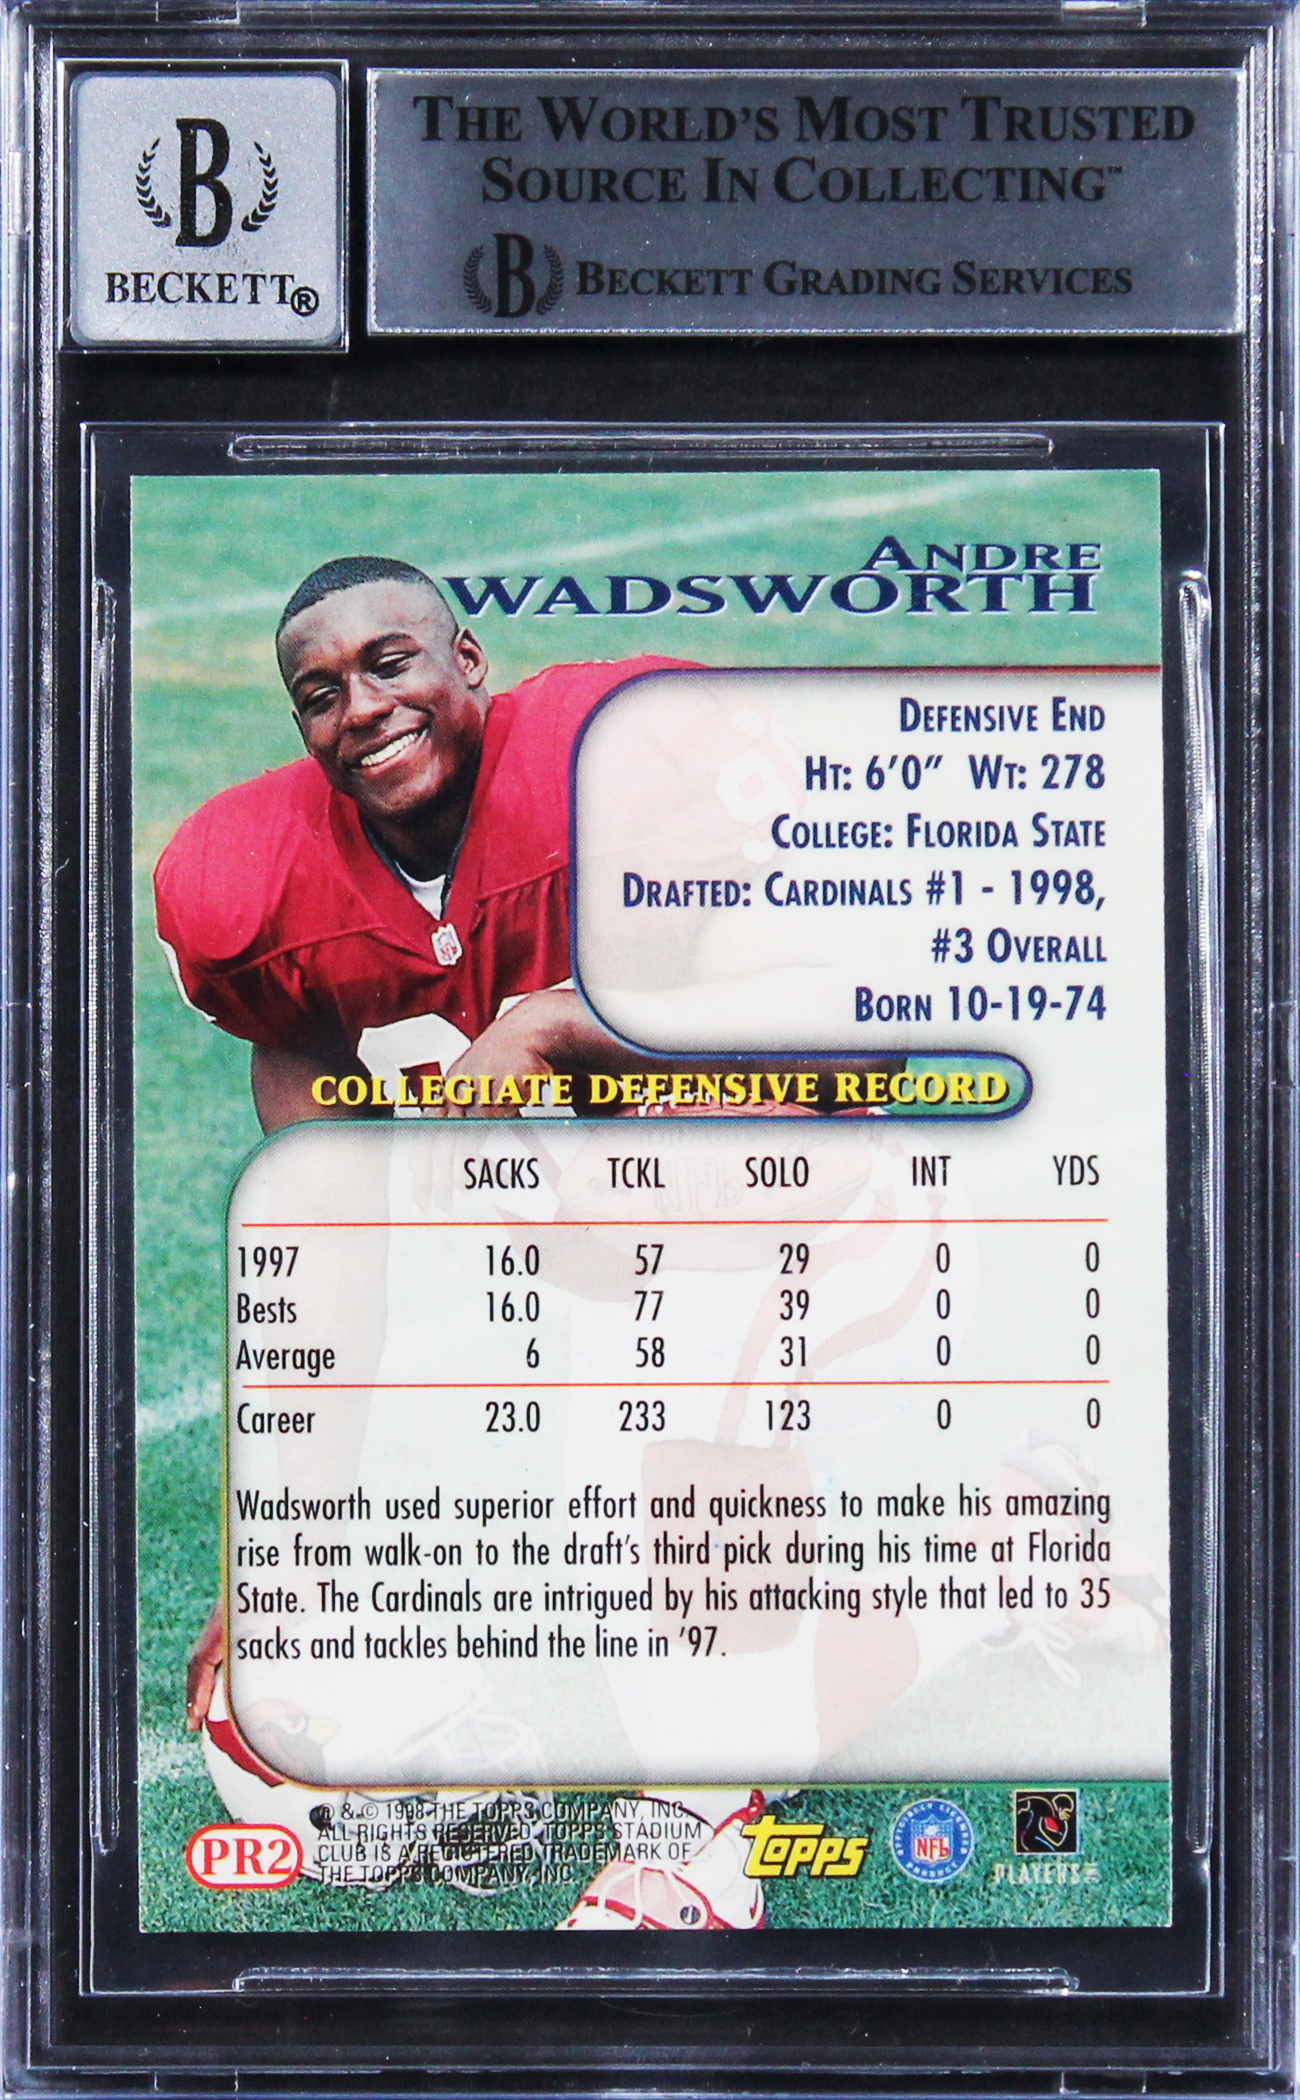 B
BECKETT®
THE WORLD'S MOST TRUSTED
SOURCE IN COLLECTING™
B BECKETT GRADING SERVICES
ANDRE
WADSWORTH
DEFENSIVE END
HT: 6'0" WT: 278
COLLEGE: FLORIDA STATE
DRAFTED: CARDINALS #1 - 1998,
#3 OVERALL
BORN 10-19-74
COLLEGIATE DEFENSIVE RECORD
SACKS TCKL SOLO INT YDS
1997 16.0 57 29 0 0
Bests 16.0 77 39 0 0
Average 6 58 31 0 0
Career 23.0 233 123 0 0
Wadsworth used superior effort and quickness to make his amazing
rise from walk-on to the draft's third pick during his time at Florida
State. The Cardinals are intrigued by his attacking style that led to 35
sacks and tackles behind the line in '97.
PR2
® & © 1998 THE TOPPS COMPANY, INC.
ALL RIGHTS RESERVED. TOPPS STADIUM
CLUB IS A REGISTERED TRADEMARK OF
THE TOPPS COMPANY, INC.
TOPPS
NFL
PLAYERS INC